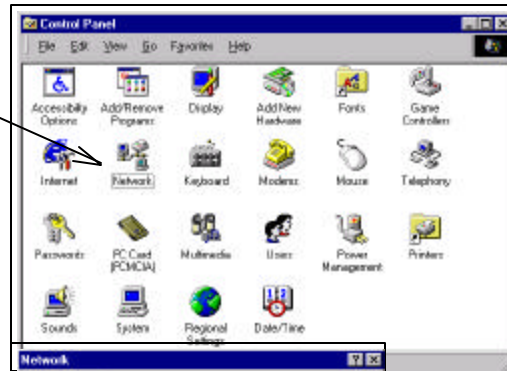 Control Panel
File Edit View Go Favorites Help
Accessibility Options
Add/Remove Programs
Display
Add New Hardware
Fonts
Game Controllers
Internet
Network
Keyboard
Modems
Mouse
Telephony
Passwords
PC Card (PCMCIA)
Multimedia
Users
Power Management
Printers
Sounds
System
Regional Settings
Date/Time
Network